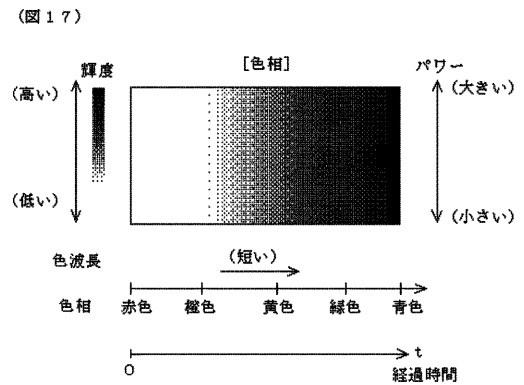 (図17)
輝度 [色相] パワー
(高い) (大きい)
(低い) (小さい)
色波長 (短い)
色相 赤色 橙色 黄色 緑色 青色
0 t
経過時間